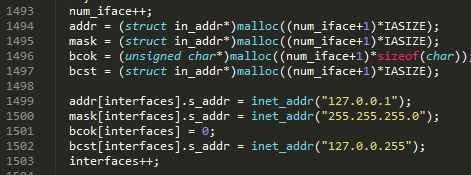 1493 num_iface++;
1494 addr = (struct in_addr*)malloc((num_iface+1)*IASIZE);
1495 mask = (struct in_addr*)malloc((num_iface+1)*IASIZE);
1496 bcok = (unsigned char*)malloc((num_iface+1)*sizeof(char));
1497 bcst = (struct in_addr*)malloc((num_iface+1)*IASIZE);
1498
1499 addr[interfaces].s_addr = inet_addr("127.0.0.1");
1500 mask[interfaces].s_addr = inet_addr("255.255.255.0");
1501 bcok[interfaces] = 0;
1502 bcst[interfaces].s_addr = inet_addr("127.0.0.255");
1503 interfaces++;